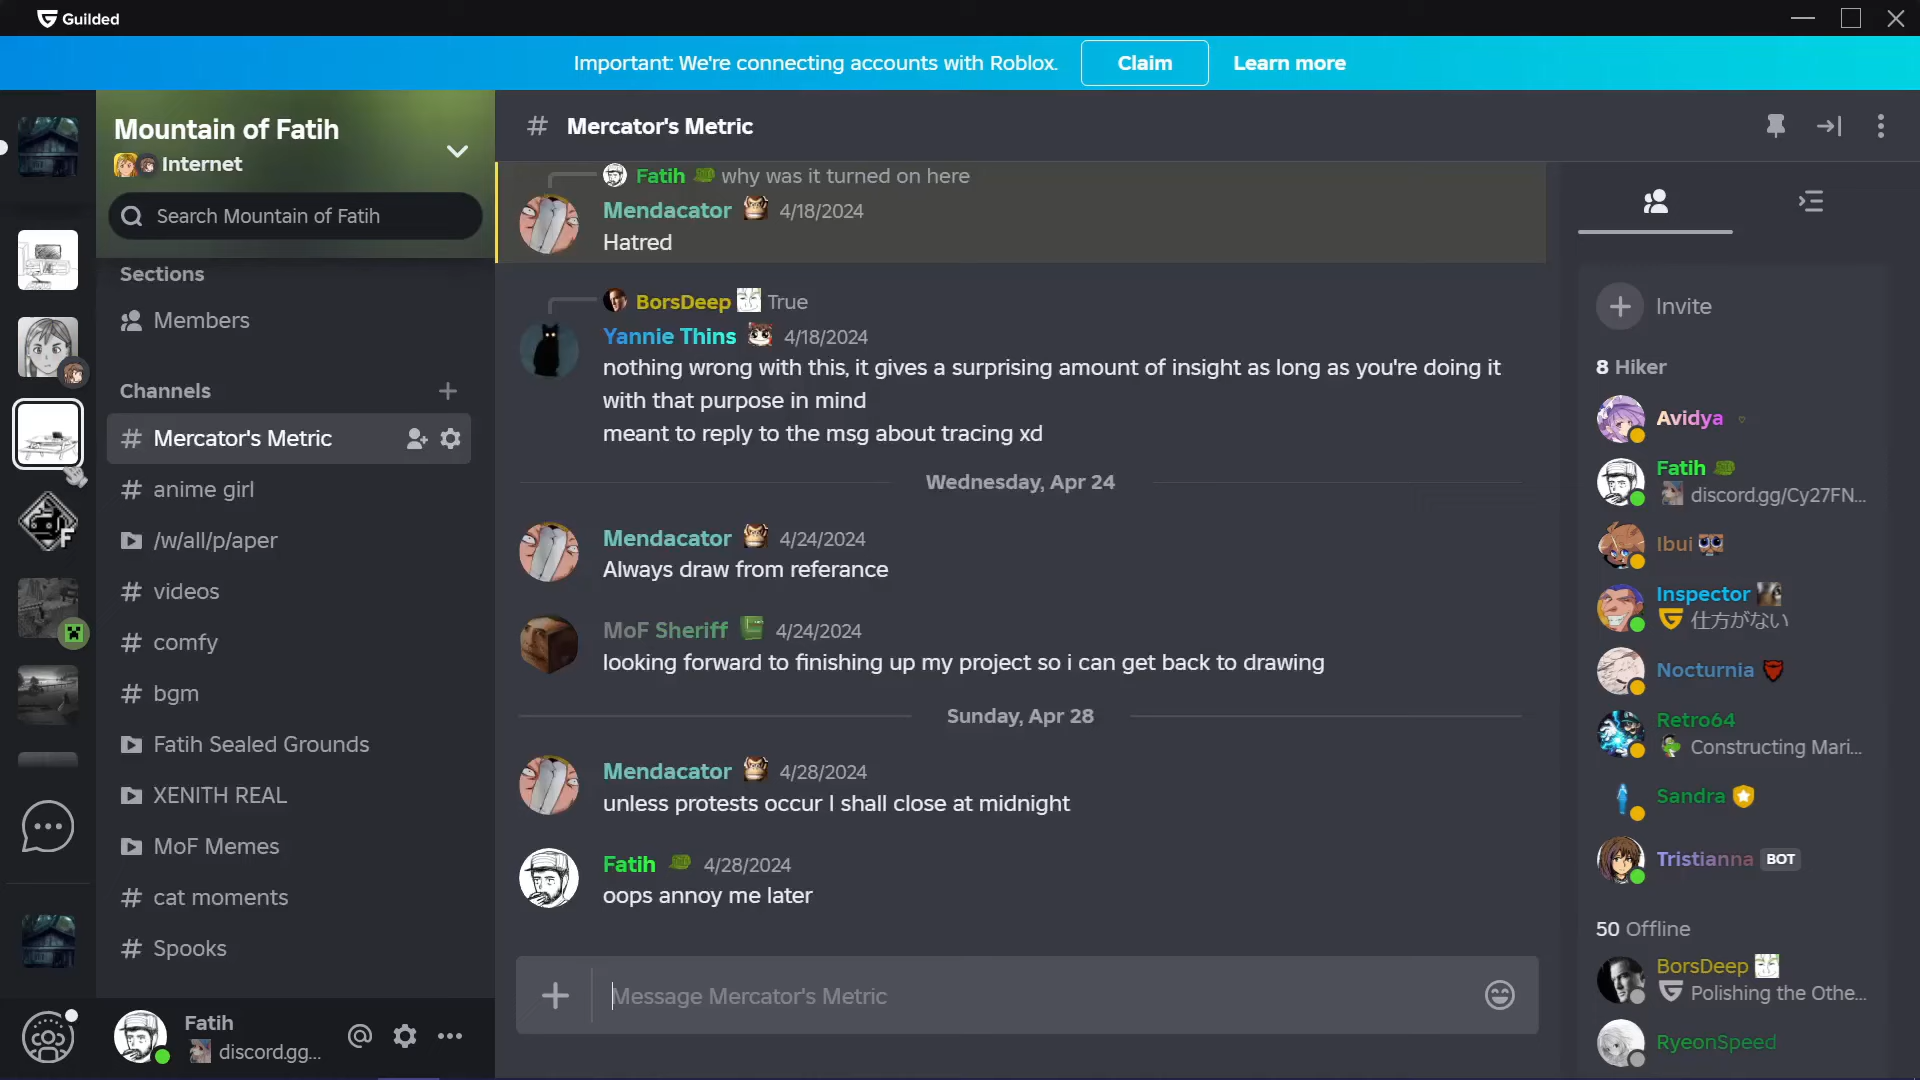 Guilded
Important: We're connecting accounts with Roblox. Claim Learn more
Mountain of Fatih
Internet
Search Mountain of Fatih
Sections
Members
Channels
# Mercator's Metric
# anime girl
/w/all/p/aper
# videos
# comfy
# bgm
Fatih Sealed Grounds
XENITH REAL
MoF Memes
# cat moments
# Spooks
Fatih
discord.gg...
F
# Mercator's Metric
Fatih why was it turned on here
Mendacator 4/18/2024
Hatred
BorsDeep True
Yannie Thins 4/18/2024
nothing wrong with this, it gives a surprising amount of insight as long as you're doing it
with that purpose in mind
meant to reply to the msg about tracing xd
Wednesday, Apr 24
Mendacator 4/24/2024
Always draw from referance
MoF Sheriff 4/24/2024
looking forward to finishing up my project so i can get back to drawing
Sunday, Apr 28
Mendacator 4/28/2024
unless protests occur I shall close at midnight
Fatih 4/28/2024
oops annoy me later
Message Mercator's Metric
Invite
8 Hiker
Avidya
Fatih
discord.gg/Cy27FN...
Ibui
Inspector
仕方がない
Nocturnia
Retro64
Constructing Mari...
Sandra
Tristianna BOT
50 Offline
BorsDeep
Polishing the Othe...
RyeonSpeed